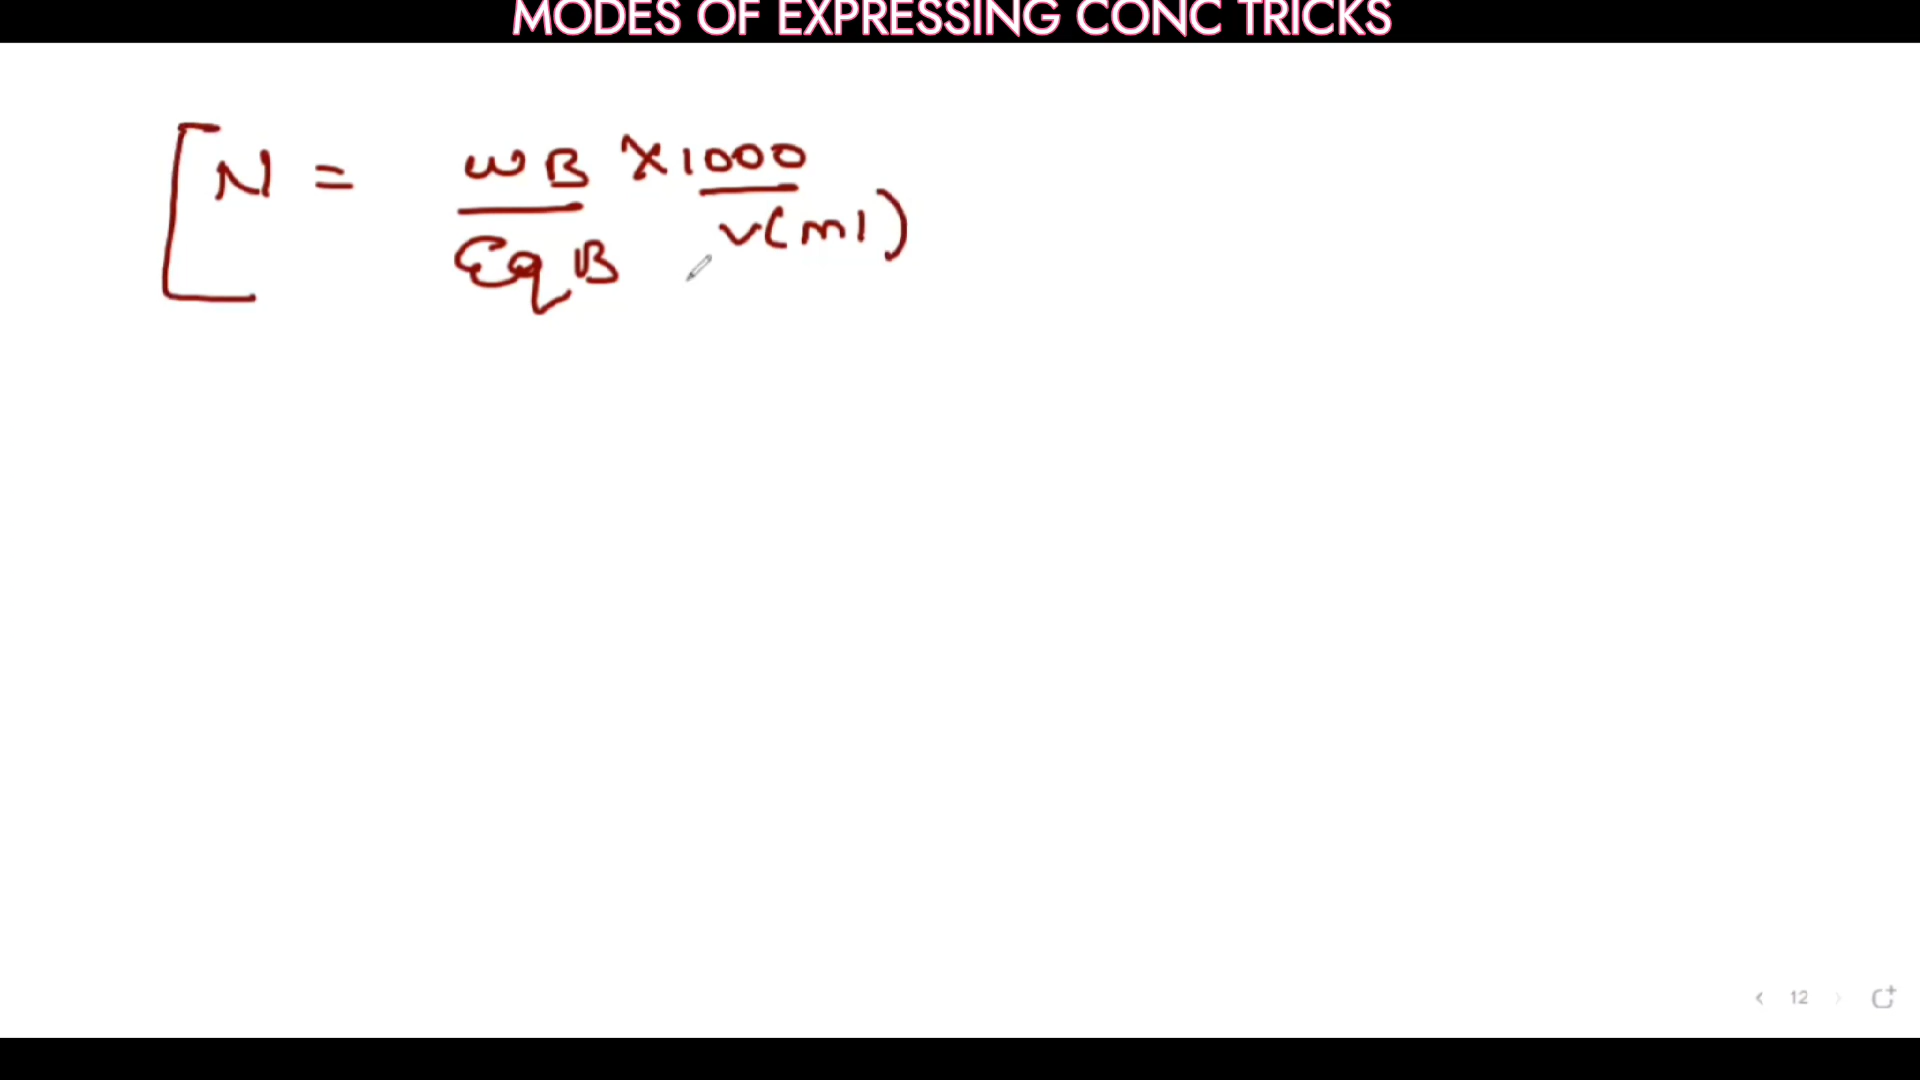 MODES OF EXPRESSING CONC TRICKS
N = wB × 1000
EqB v(ml)
12